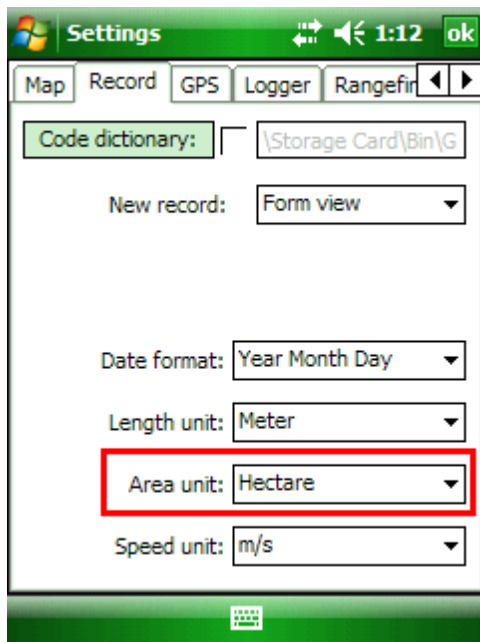 Settings 1:12 ok
Map Record GPS Logger Rangefir
Code dictionary: \Storage Card\Bin\G
New record: Form view
Date format: Year Month Day
Length unit: Meter
Area unit: Hectare
Speed unit: m/s